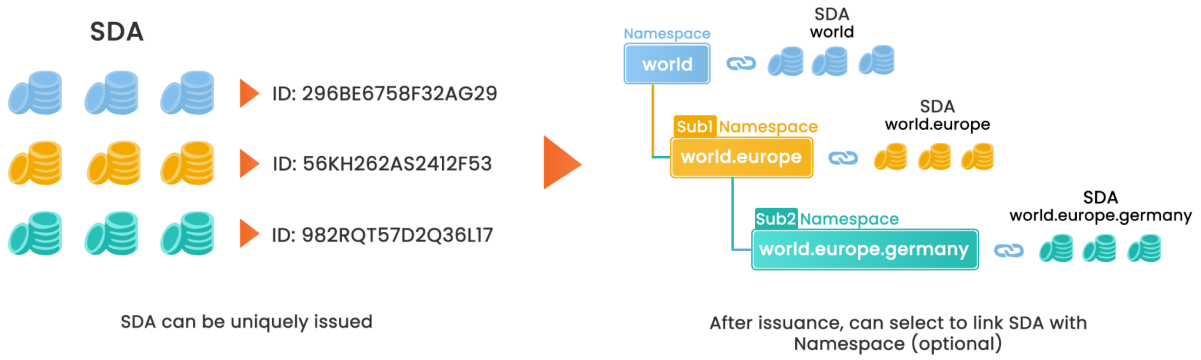 SDA
ID: 296BE6758F32AG29
ID: 56KH262AS2412F53
ID: 982RQT57D2Q36L17
SDA can be uniquely issued
Namespace
world
SDA
world
Sub1 Namespace
world.europe
SDA
world.europe
Sub2 Namespace
world.europe.germany
SDA
world.europe.germany
After issuance, can select to link SDA with
Namespace (optional)